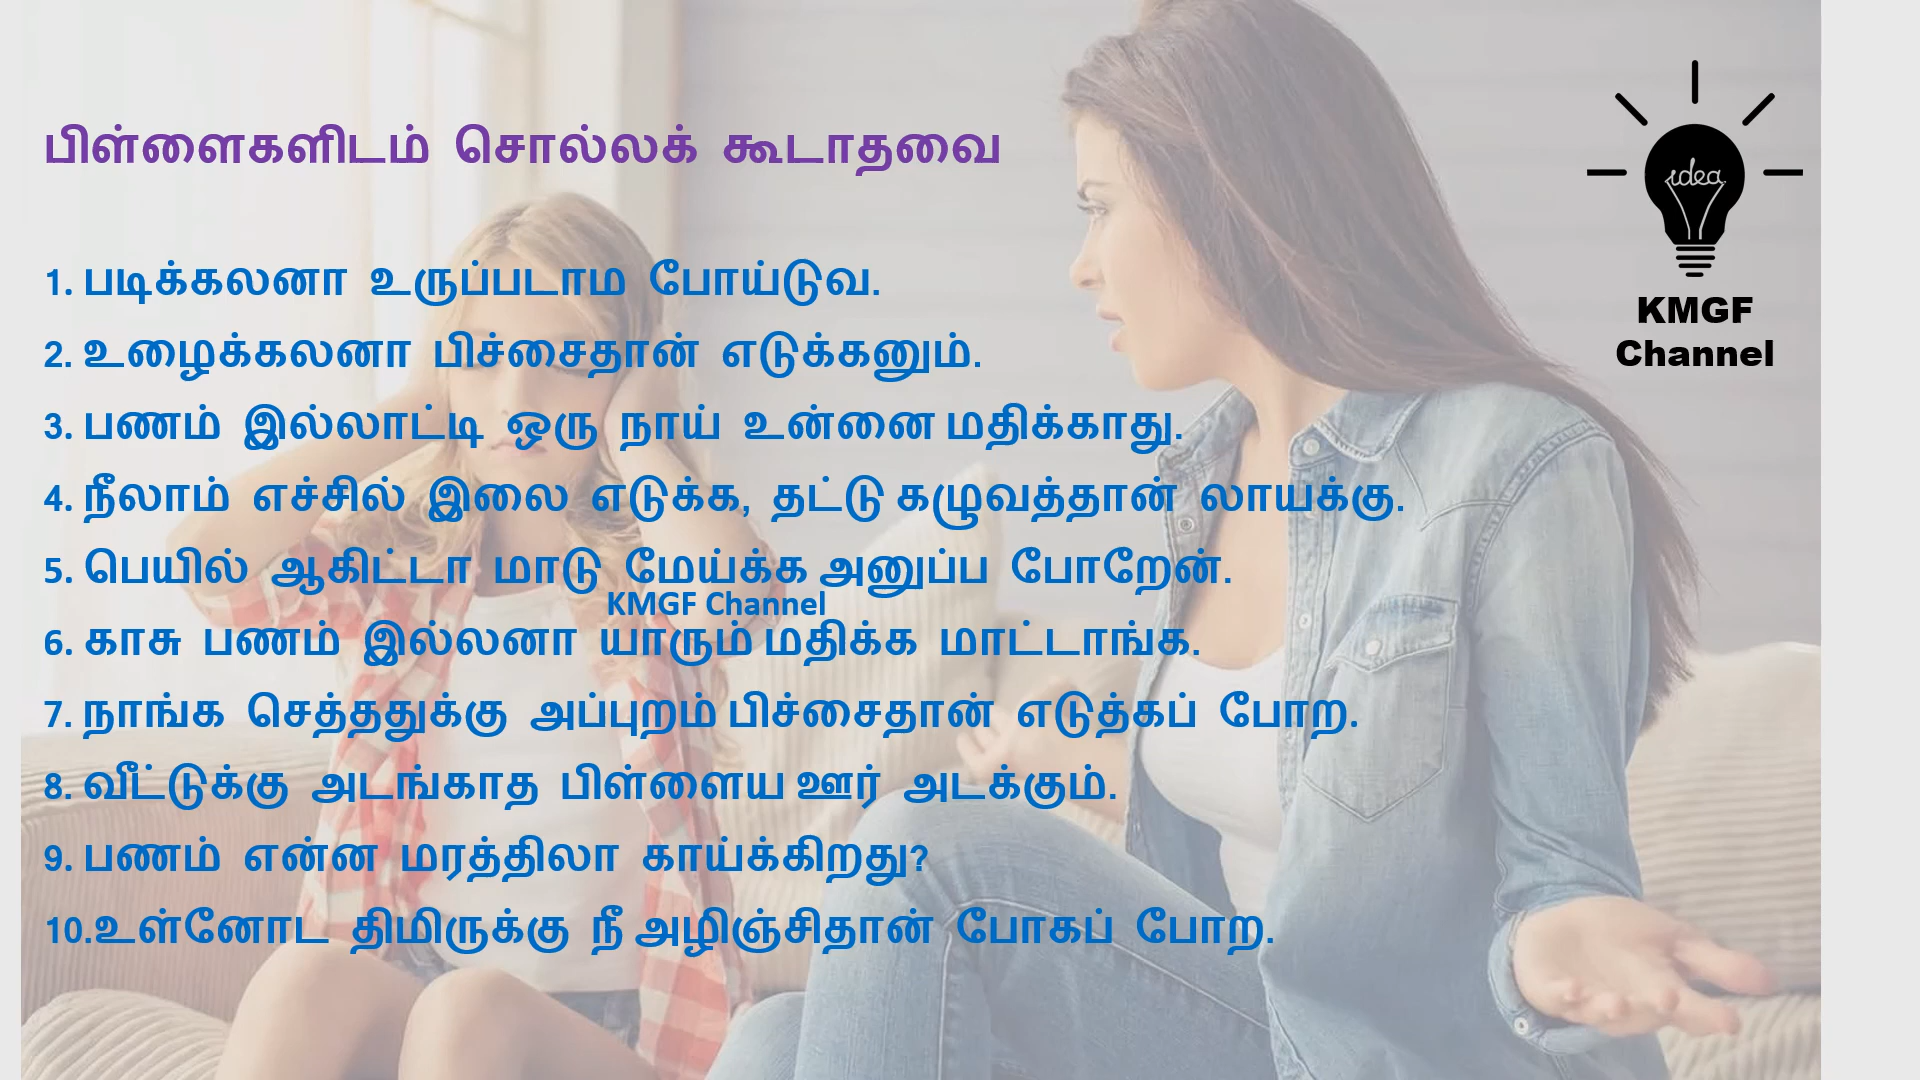 பிள்ளைகளிடம் சொல்லக் கூடாதவை
1. படிக்கலனா உருப்படாம போய்டுவ.
2. உழைக்கலனா பிச்சைதான் எடுக்கனும்.
3. பணம் இல்லாட்டி ஒரு நாய் உன்னை மதிக்காது.
4. நீலாம் எச்சில் இலை எடுக்க, தட்டு கழுவத்தான் லாயக்கு.
5. பெயில் ஆகிட்டா மாடு மேய்க்க அனுப்ப போறேன்.
KMGF Channel
6. காசு பணம் இல்லனா யாரும் மதிக்க மாட்டாங்க.
7. நாங்க செத்ததுக்கு அப்புறம் பிச்சைதான் எடுத்கப் போற.
8. வீட்டுக்கு அடங்காத பிள்ளைய ஊர் அடக்கும்.
9. பணம் என்ன மரத்திலா காய்க்கிறது?
10.உள்னோட திமிருக்கு நீ அழிஞ்சிதான் போகப் போற.
idea
KMGF
Channel